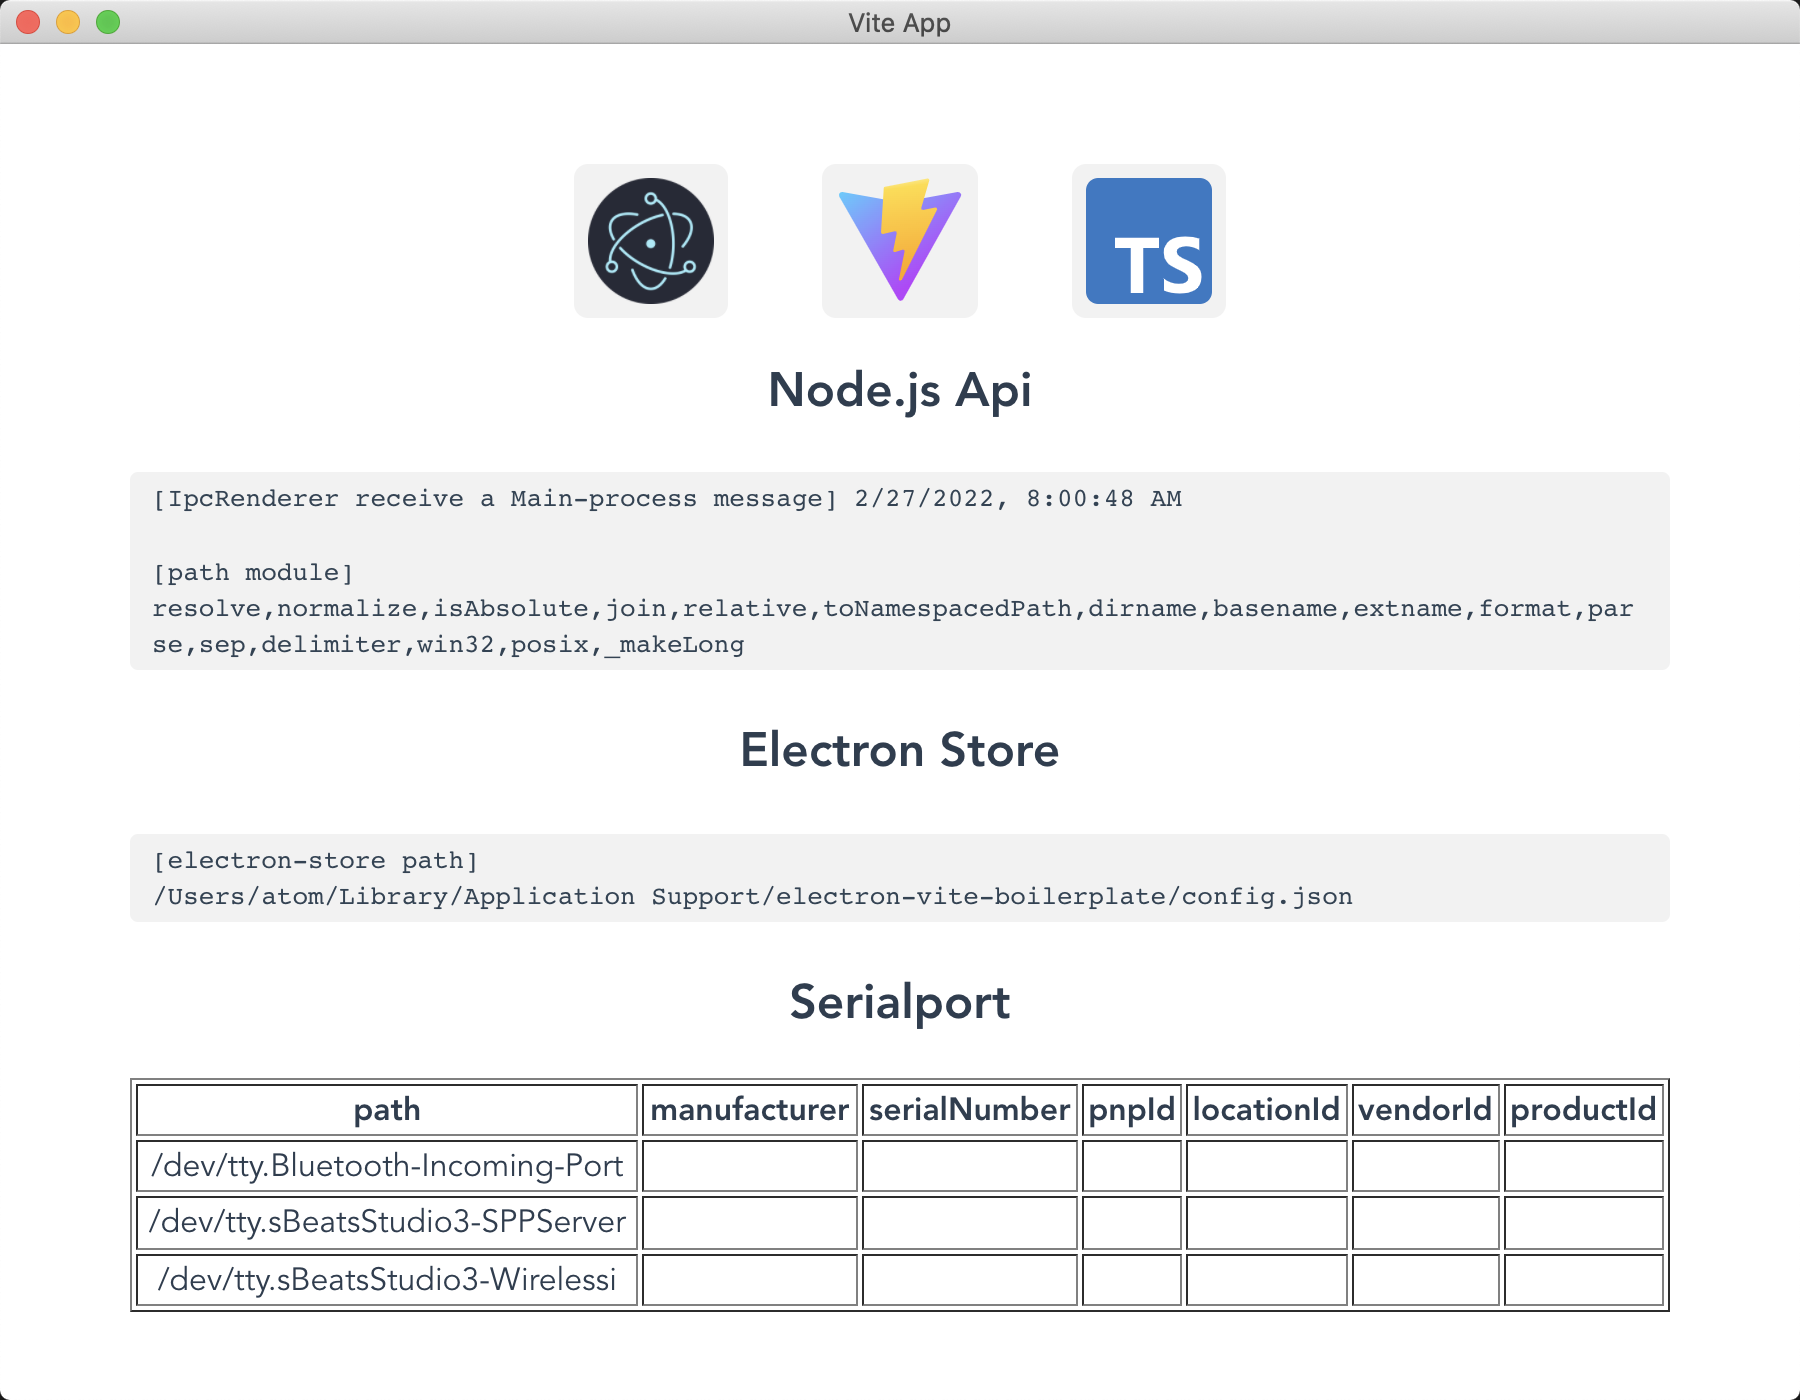 Vite App
TS
Node.js Api
[IpcRenderer receive a Main-process message] 2/27/2022, 8:00:48 AM
[path module]
resolve,normalize,isAbsolute,join,relative,toNamespacedPath,dirname,basename,extname,format,par
se,sep,delimiter,win32,posix,_makeLong
Electron Store
[electron-store path]
/Users/atom/Library/Application Support/electron-vite-boilerplate/config.json
Serialport
path manufacturer serialNumber pnpId locationId vendorId productId
/dev/tty.Bluetooth-Incoming-Port
/dev/tty.sBeatsStudio3-SPPServer
/dev/tty.sBeatsStudio3-Wirelessi